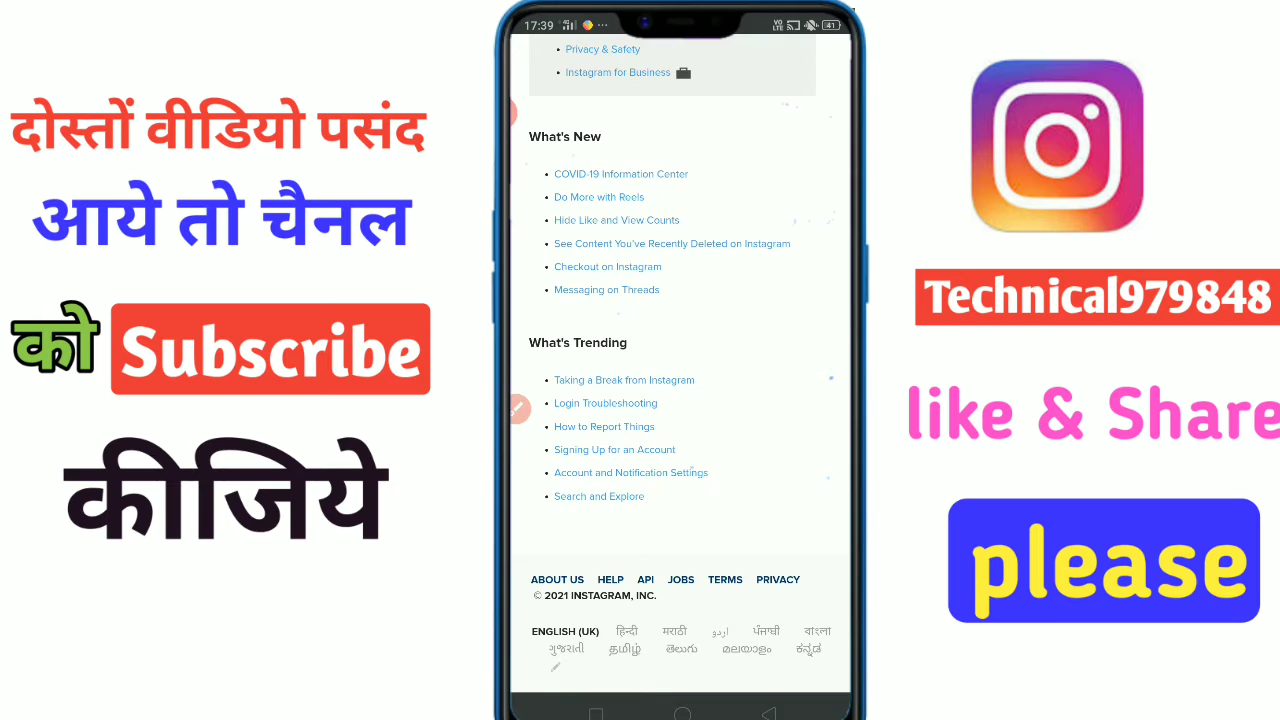 दोस्तों वीडियो पसंद
आये तो चैनल
को Subscribe
कीजिये
17:39
4G
VO
LTE
41
Privacy & Safety
Instagram for Business
What's New
COVID-19 Information Center
Do More with Reels
Hide Like and View Counts
See Content You've Recently Deleted on Instagram
Checkout on Instagram
Messaging on Threads
What's Trending
Taking a Break from Instagram
Login Troubleshooting
How to Report Things
Signing Up for an Account
Account and Notification Settings
Search and Explore
ABOUT US HELP API JOBS TERMS PRIVACY
© 2021 INSTAGRAM, INC.
ENGLISH (UK) हिन्दी मराठी اردو ਪੰਜਾਬੀ বাংলা
ગુજરાતી தமிழ் తెలుగు മലയാളം ಕನ್ನಡ
Technical979848
like & Share
please